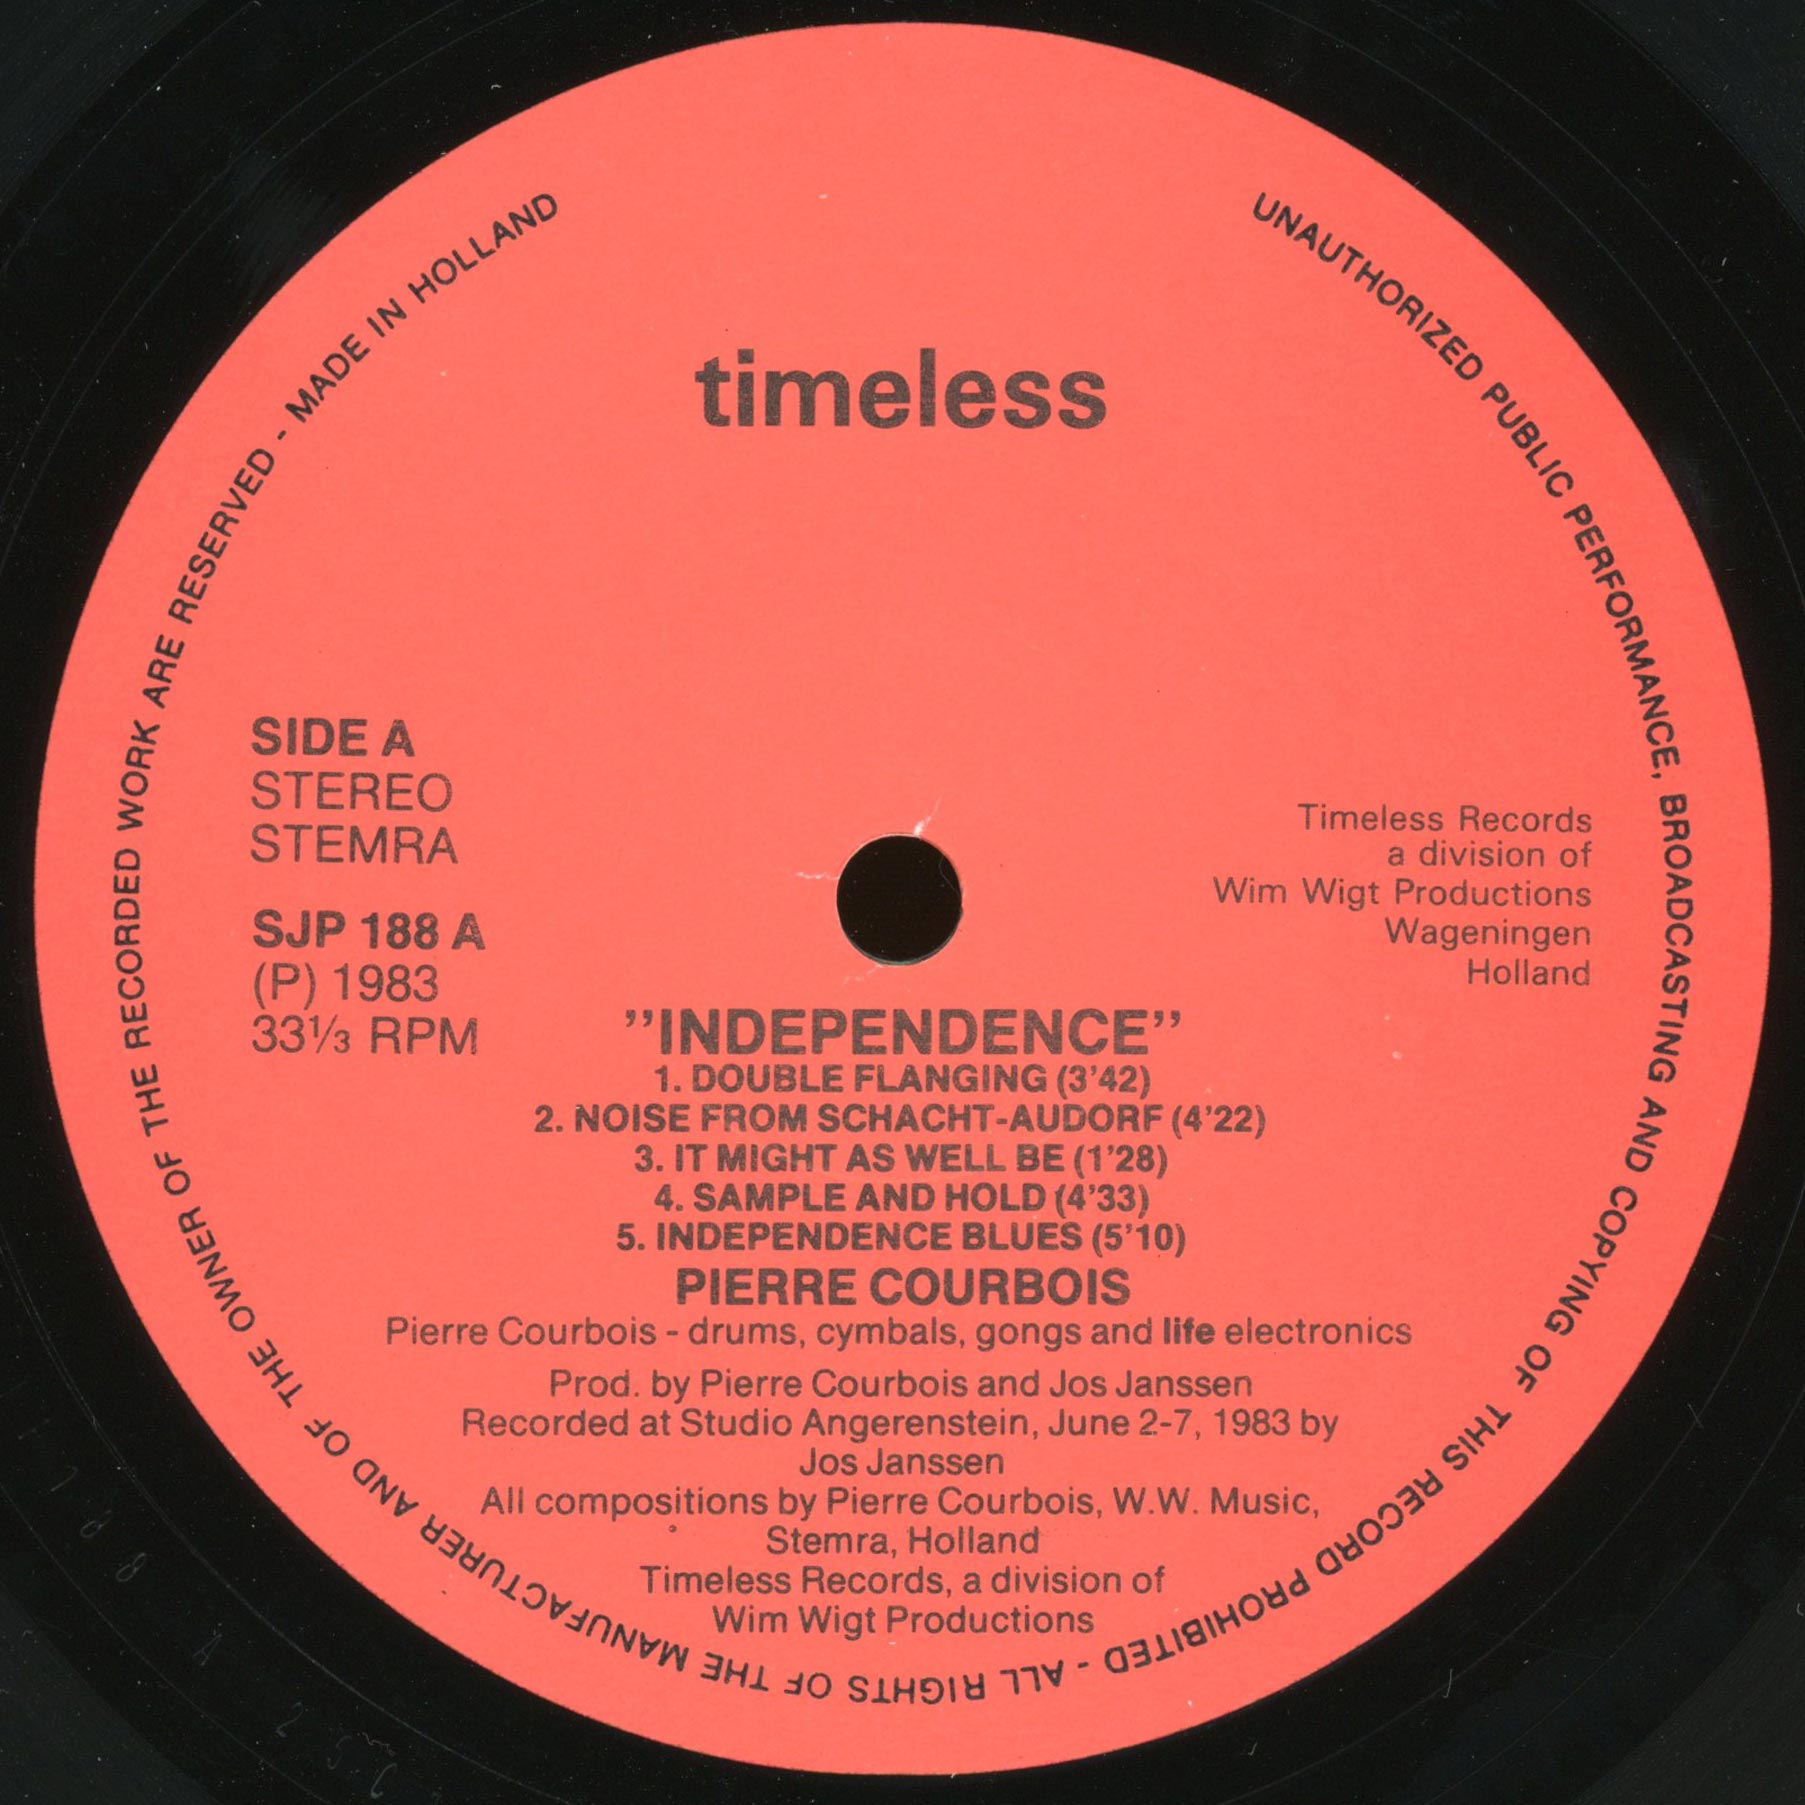 timeless
UNAUTHORIZED PUBLIC PERFORMANCE, BROADCASTING AND COPYING OF THIS RECORD PROHIBITED - ALL RIGHTS OF THE MANUFACTURER AND OF THE OWNER OF THE RECORDED WORK ARE RESERVED - MADE IN HOLLAND
SIDE A
STEREO
STEMRA
SJP 188 A
(P) 1983
33⅓ RPM
Timeless Records
a division of
Wim Wigt Productions
Wageningen
Holland
"INDEPENDENCE"
1. DOUBLE FLANGING (3'42)
2. NOISE FROM SCHACHT-AUDORF (4'22)
3. IT MIGHT AS WELL BE (1'28)
4. SAMPLE AND HOLD (4'33)
5. INDEPENDENCE BLUES (5'10)
PIERRE COURBOIS
Pierre Courbois - drums, cymbals, gongs and life electronics
Prod. by Pierre Courbois and Jos Janssen
Recorded at Studio Angerenstein, June 2-7, 1983 by
Jos Janssen
All compositions by Pierre Courbois, W.W. Music,
Stemra, Holland
Timeless Records, a division of
Wim Wigt Productions